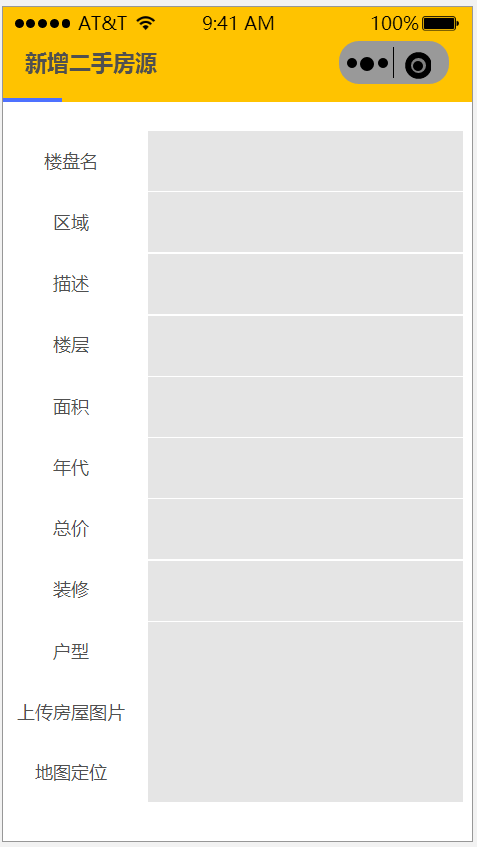 AT&T 9:41 AM 100%
新增二手房源
楼盘名
区域
描述
楼层
面积
年代
总价
装修
户型
上传房屋图片
地图定位